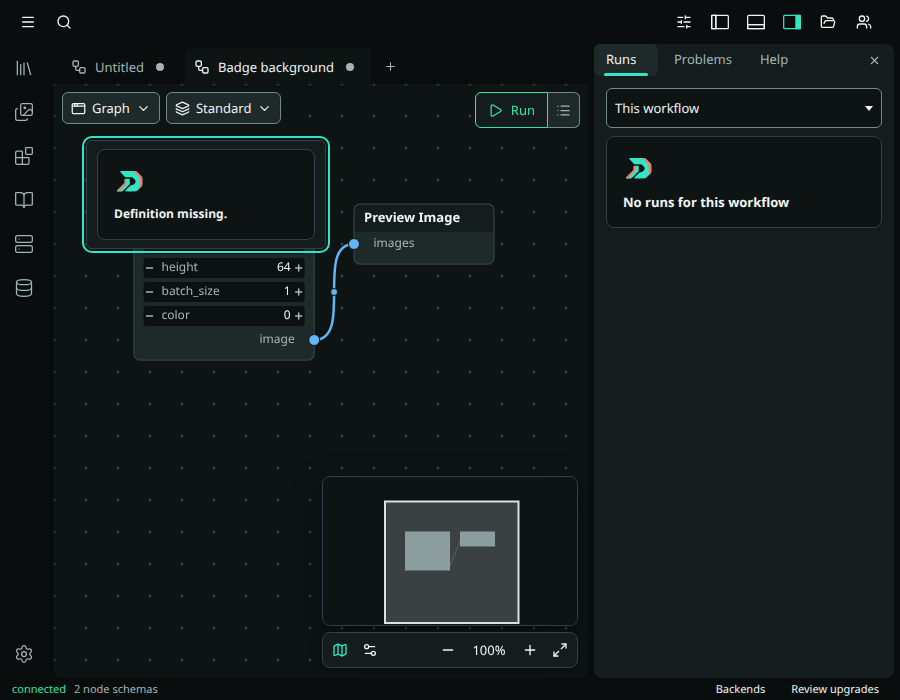 Untitled
Badge background
Runs
Problems
Help
Graph
Standard
Run
This workflow
Definition missing.
No runs for this workflow
Preview Image
images
height
64
batch_size
1
color
0
image
100%
connected
2 node schemas
Backends
Review upgrades